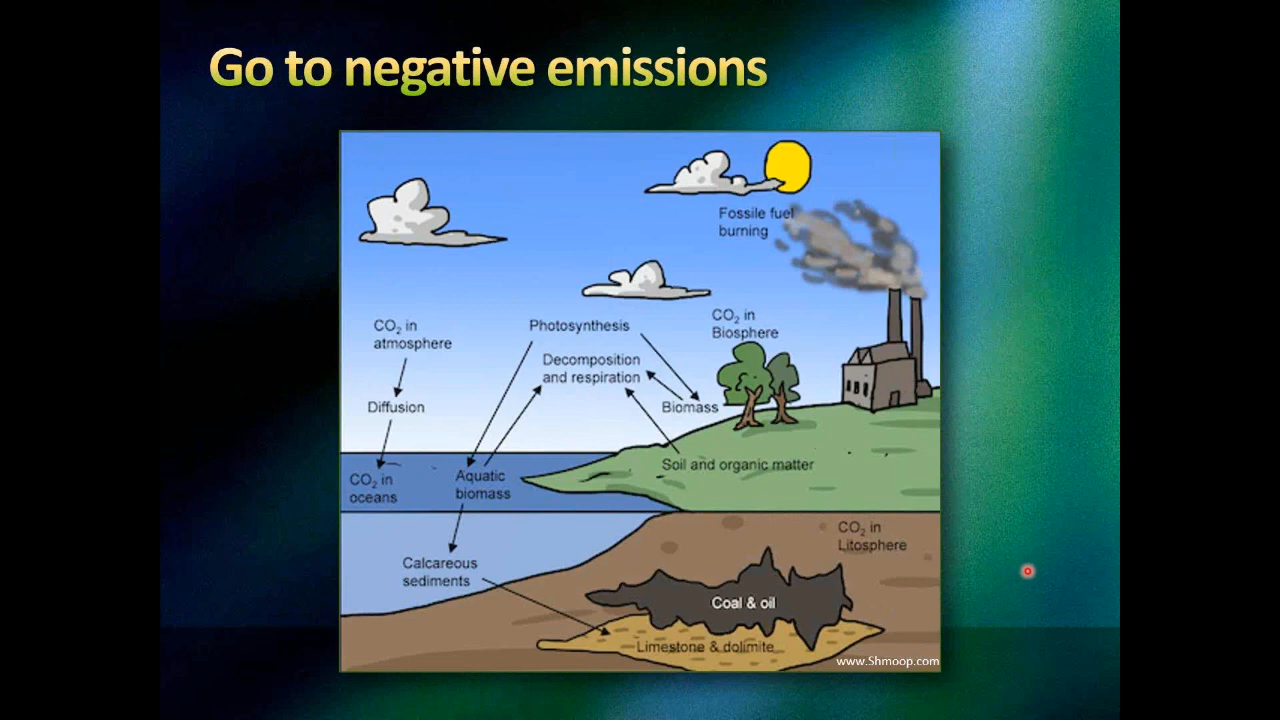 Go to negative emissions
Fossile fuel
burning
CO₂ in
atmosphere
Photosynthesis
CO₂ in
Biosphere
Decomposition
and respiration
Diffusion
Biomass
Soil and organic matter
CO₂ in
oceans
Aquatic
biomass
CO₂ in
Litosphere
Calcareous
sediments
Coal & oil
Limestone & dolimite
www.Shmoop.com